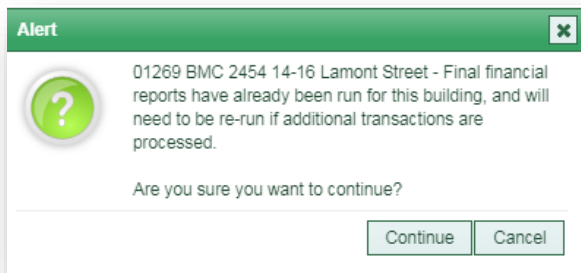 Alert
01269 BMC 2454 14-16 Lamont Street - Final financial
reports have already been run for this building, and will
need to be re-run if additional transactions are
processed.
Are you sure you want to continue?
Continue Cancel